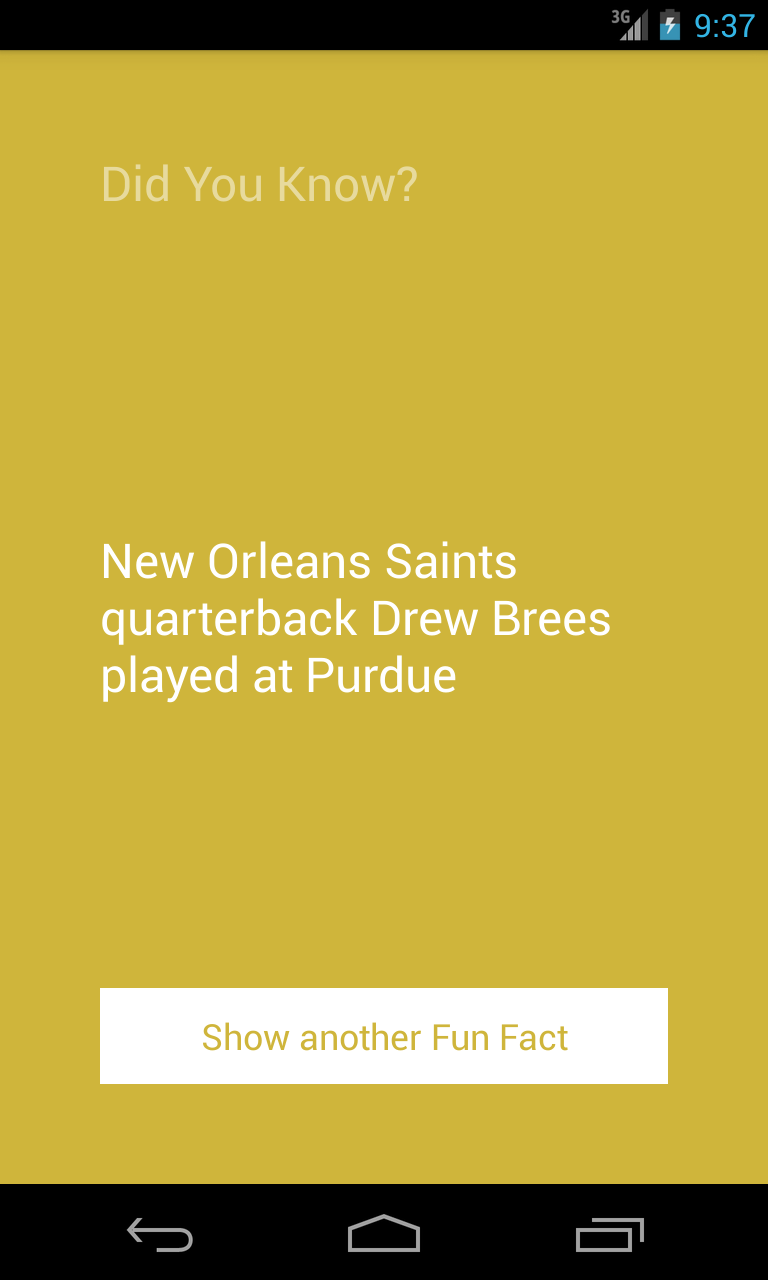 3G 9:37
Did You Know?
New Orleans Saints
quarterback Drew Brees
played at Purdue
Show another Fun Fact